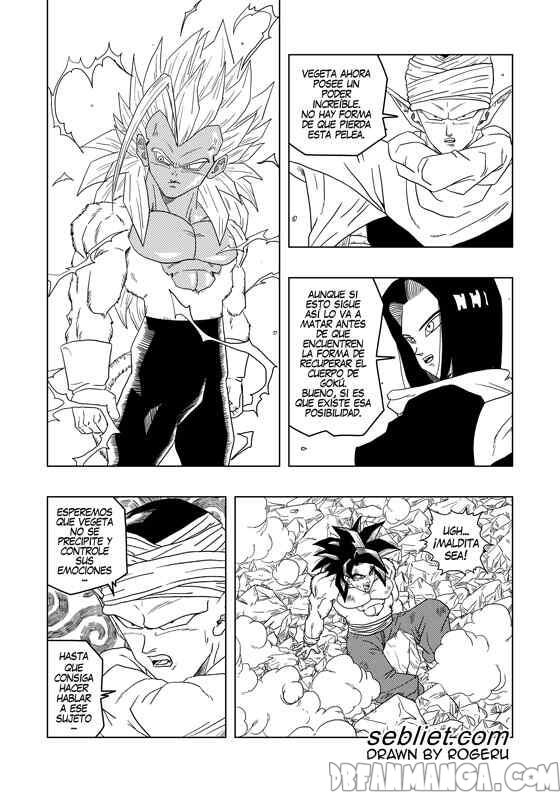 VEGETA AHORA
POSEE UN
PODER
INCREÍBLE.
NO HAY FORMA
DE QUE PIERDA
ESTA PELEA.
AUNQUE SI
ESTO SIGUE
ASÍ LO VA A
MATAR ANTES
DE QUE
ENCUENTREN
LA FORMA DE
RECUPERAR EL
CUERPO DE
GOKÚ.
BUENO, SI ES
QUE EXISTE ESA
POSIBILIDAD.
ESPEREMOS
QUE VEGETA
NO SE
PRECIPITE Y
CONTROLE
SUS
EMOCIONES
...
HASTA
QUE
CONSIGA
HACER
HABLAR
A ESE
SUJETO
...
UGH...
¡MALDITA
SEA!
sebliet.com
DRAWN BY ROGERU
DBFANMANGA.COM